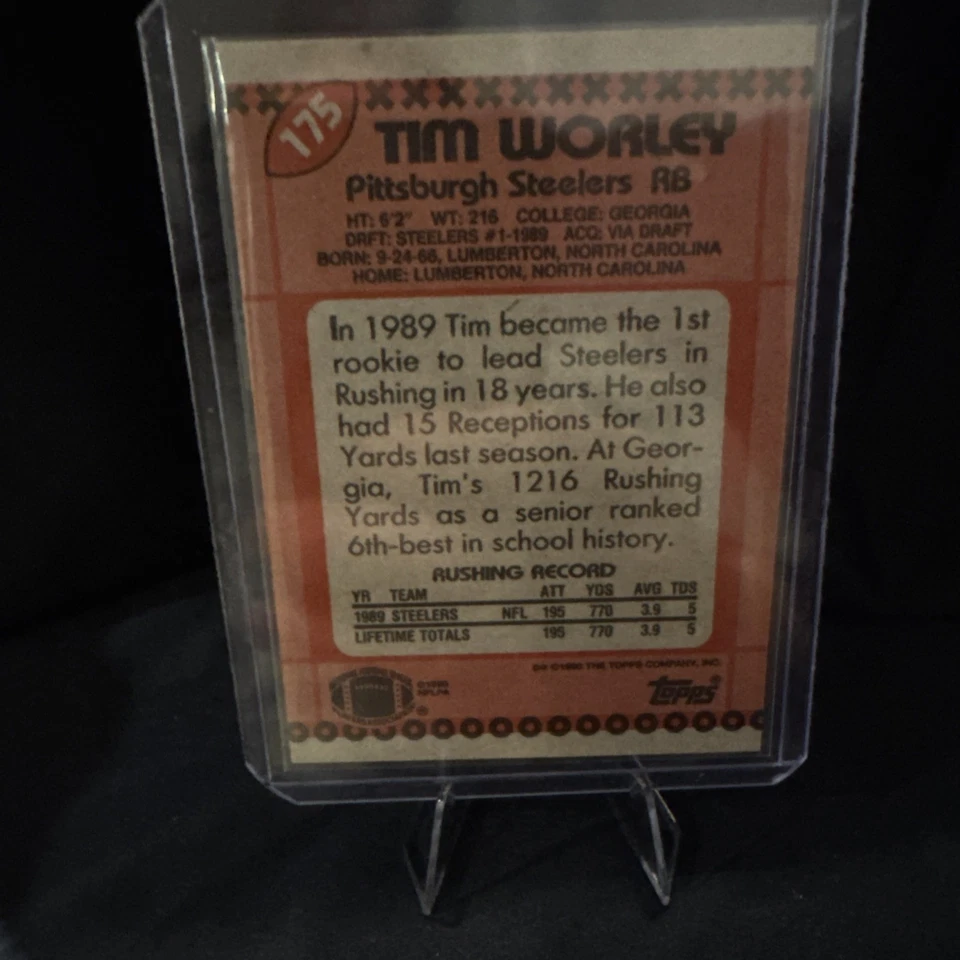 175
TIM WORLEY
Pittsburgh Steelers RB
HT: 6'2" WT: 216 COLLEGE: GEORGIA
DRFT: STEELERS #1-1989 ACQ: VIA DRAFT
BORN: 9-24-66, LUMBERTON, NORTH CAROLINA
HOME: LUMBERTON, NORTH CAROLINA
In 1989 Tim became the 1st
rookie to lead Steelers in
Rushing in 18 years. He also
had 15 Receptions for 113
Yards last season. At Geor-
gia, Tim's 1216 Rushing
Yards as a senior ranked
6th-best in school history.
RUSHING RECORD
YR TEAM ATT YDS AVG TDS
1989 STEELERS NFL 195 770 3.9 5
LIFETIME TOTALS 195 770 3.9 5
©1990 THE TOPPS COMPANY, INC.
©1990
NFLPA
Topps®